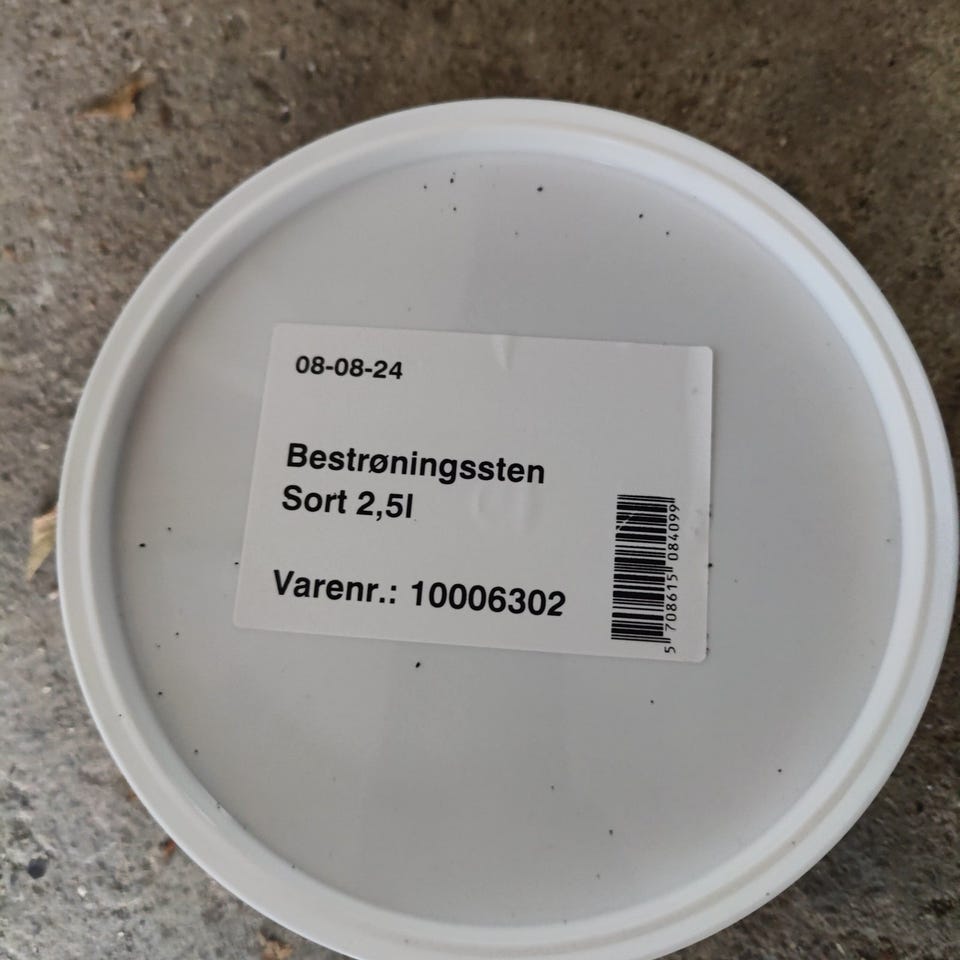 08-08-24
Bestrøningssten
Sort 2,5l
Varenr.: 10006302
5 708615 084099